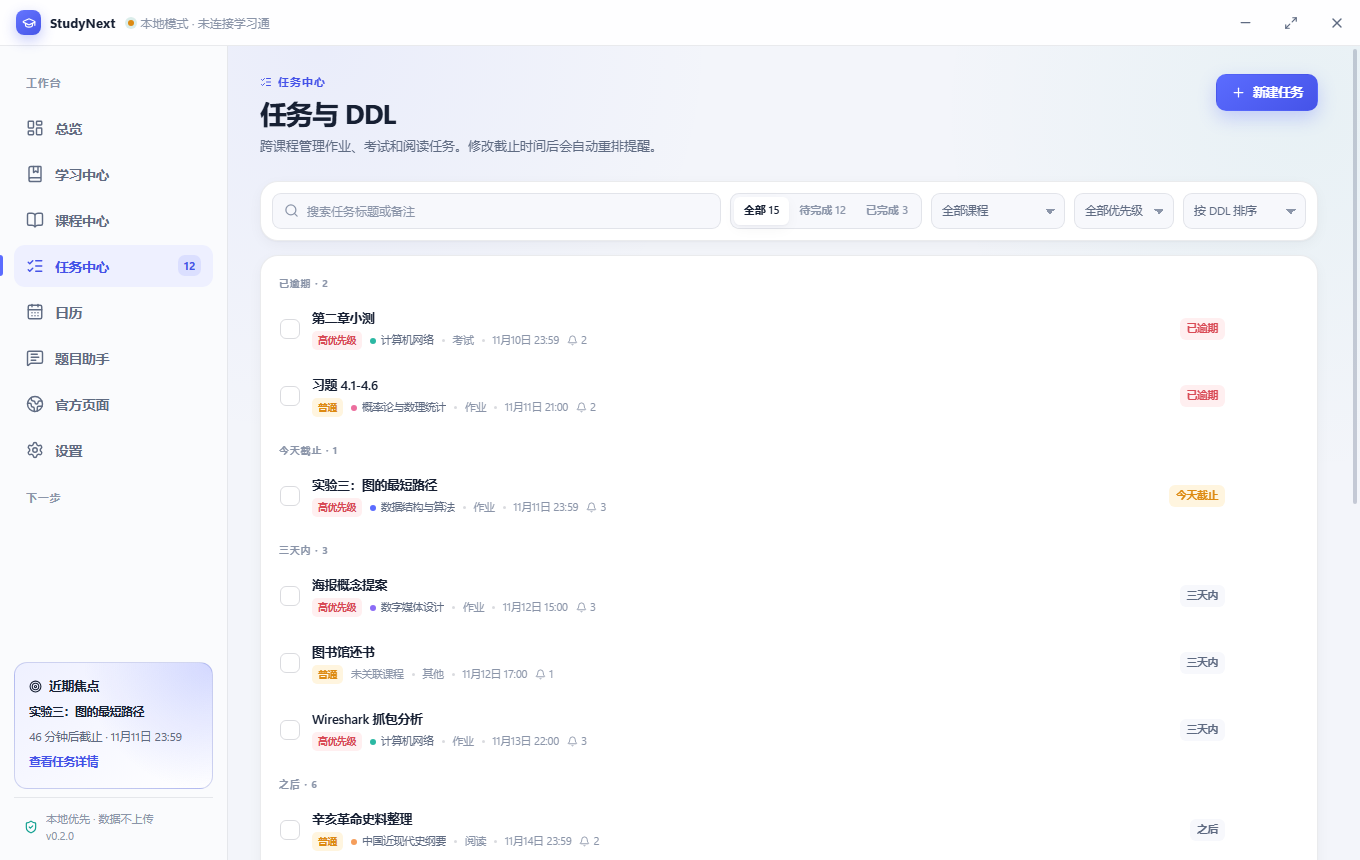 StudyNext 本地模式 · 未连接学习通
工作台
总览
学习中心
课程中心
任务中心 12
日历
题目助手
官方页面
设置
下一步
近期焦点
实验三：图的最短路径
46 分钟后截止 · 11月11日 23:59
查看任务详情
本地优先 · 数据不上传
v0.2.0
任务中心
任务与 DDL
跨课程管理作业、考试和阅读任务。修改截止时间后会自动重排提醒。
新建任务
搜索任务标题或备注 全部 15 待完成 12 已完成 3 全部课程 全部优先级 按 DDL 排序
已逾期 · 2
第二章小测
高优先级 计算机网络 · 考试 · 11月10日 23:59 2
已逾期
习题 4.1-4.6
普通 概率论与数理统计 · 作业 · 11月11日 21:00 2
已逾期
今天截止 · 1
实验三：图的最短路径
高优先级 数据结构与算法 · 作业 · 11月11日 23:59 3
今天截止
三天内 · 3
海报概念提案
高优先级 数字媒体设计 · 作业 · 11月12日 15:00 3
三天内
图书馆还书
普通 未关联课程 · 其他 · 11月12日 17:00 1
三天内
Wireshark 抓包分析
高优先级 计算机网络 · 作业 · 11月13日 22:00 3
三天内
之后 · 6
辛亥革命史料整理
普通 中国近现代史纲要 · 阅读 · 11月14日 23:59 2
之后